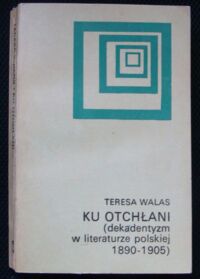 TERESA WALAS
KU OTCHŁANI
(dekadentyzm
w literaturze polskiej
1890-1905)